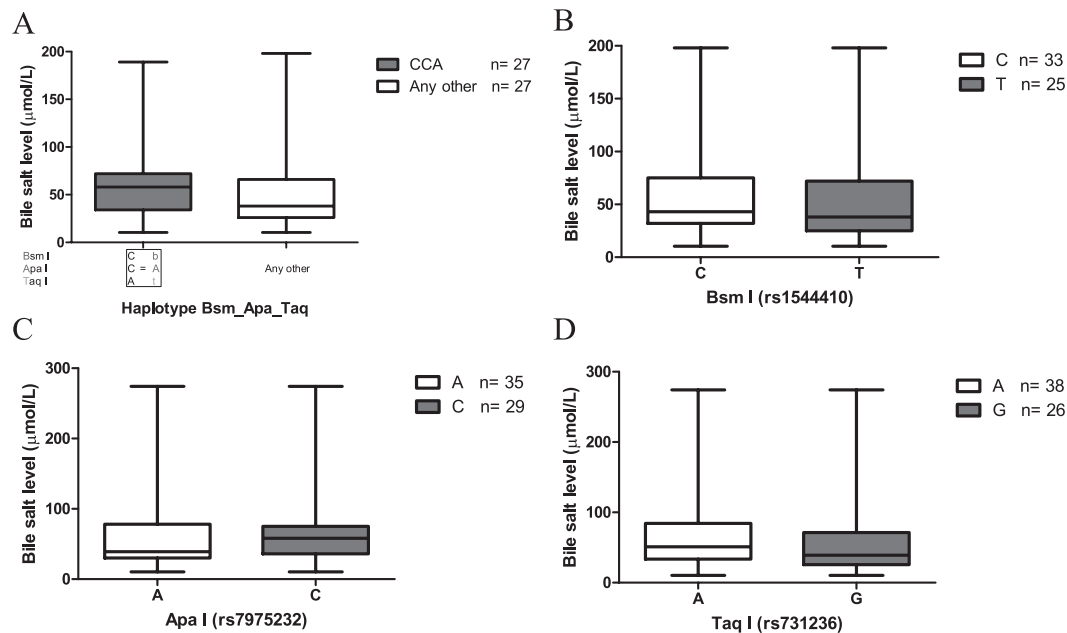 A
Bile salt level (μmol/L)
200
150
100
50
0
CCA n= 27
Any other n= 27
Bsm I C b
Apa I C = A
Taq I A t
Any other
Haplotype Bsm_Apa_Taq
B
Bile salt level (μmol/L)
200
150
100
50
0
C n= 33
T n= 25
C T
Bsm I (rs1544410)
C
Bile salt level (μmol/L)
300
200
100
0
A n= 35
C n= 29
A C
Apa I (rs7975232)
D
Bile salt level (μmol/L)
300
200
100
0
A n= 38
G n= 26
A G
Taq I (rs731236)